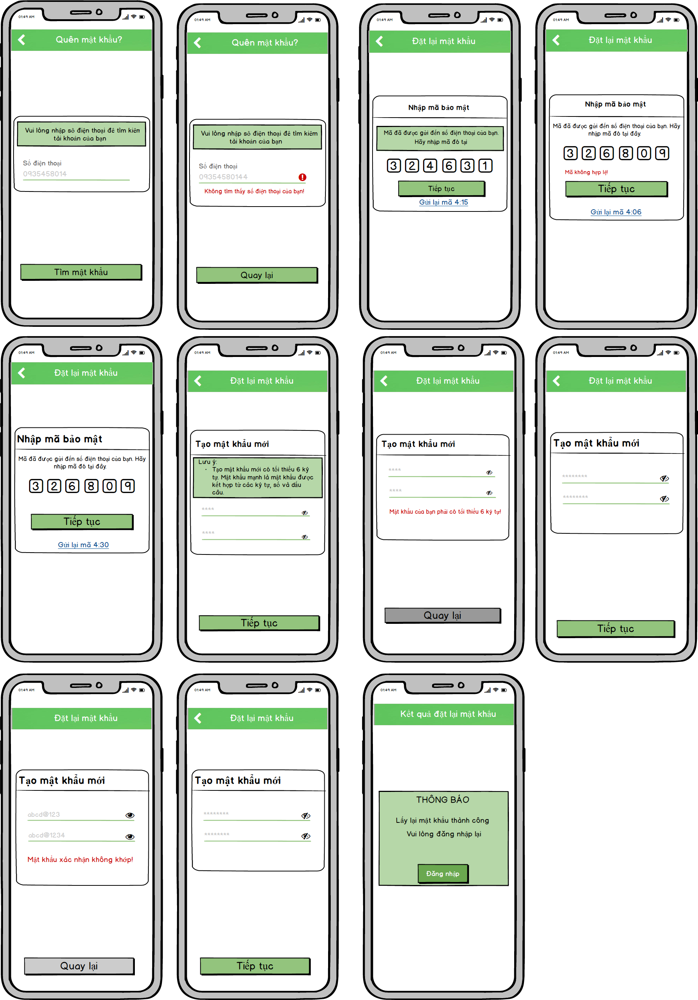 01:49 AM
Quên mật khẩu?
Vui lòng nhập số điện thoại để tìm kiếm
tài khoản của bạn
Số điện thoại
0935458014
Tìm mật khẩu
01:49 AM
Quên mật khẩu?
Vui lòng nhập số điện thoại để tìm kiếm
tài khoản của bạn
Số điện thoại
09354580144
Không tìm thấy số điện thoại của bạn!
Quay lại
01:49 AM
Đặt lại mật khẩu
Nhập mã bảo mật
Mã đã được gửi đến số điện thoại của bạn.
Hãy nhập mã đó tại
3 2 4 6 3 1
Tiếp tục
Gửi lại mã 4:15
01:49 AM
Đặt lại mật khẩu
Nhập mã bảo mật
Mã đã được gửi đến số điện thoại của bạn. Hãy
nhập mã đó tại đây.
3 2 6 8 0 9
Mã không hợp lệ!
Tiếp tục
Gửi lại mã 4:06
01:49 AM
Đặt lại mật khẩu
Nhập mã bảo mật
Mã đã được gửi đến số điện thoại của bạn. Hãy
nhập mã đó tại đây.
3 2 6 8 0 9
Tiếp tục
Gửi lại mã 4:30
01:49 AM
Đặt lại mật khẩu
Tạo mật khẩu mới
Lưu ý:
• Tạo mật khẩu mới có tối thiểu 6 ký
tự. Mật khẩu mạnh là mật khẩu được
kết hợp từ các ký tự, số và dấu
câu.
****
****
Tiếp tục
01:49 AM
Đặt lại mật khẩu
Tạo mật khẩu mới
****
****
Mật khẩu của bạn phải có tối thiểu 6 ký tự!
Quay lại
01:49 AM
Đặt lại mật khẩu
Tạo mật khẩu mới
********
********
Tiếp tục
01:49 AM
Đặt lại mật khẩu
Tạo mật khẩu mới
abcd@123
abcd@1234
Mật khẩu xác nhận không khớp!
Quay lại
01:49 AM
Đặt lại mật khẩu
Tạo mật khẩu mới
********
********
Tiếp tục
01:49 AM
Kết quả đặt lại mật khẩu
THÔNG BÁO
Lấy lại mật khẩu thành công
Vui lòng đăng nhập lại
Đăng nhập